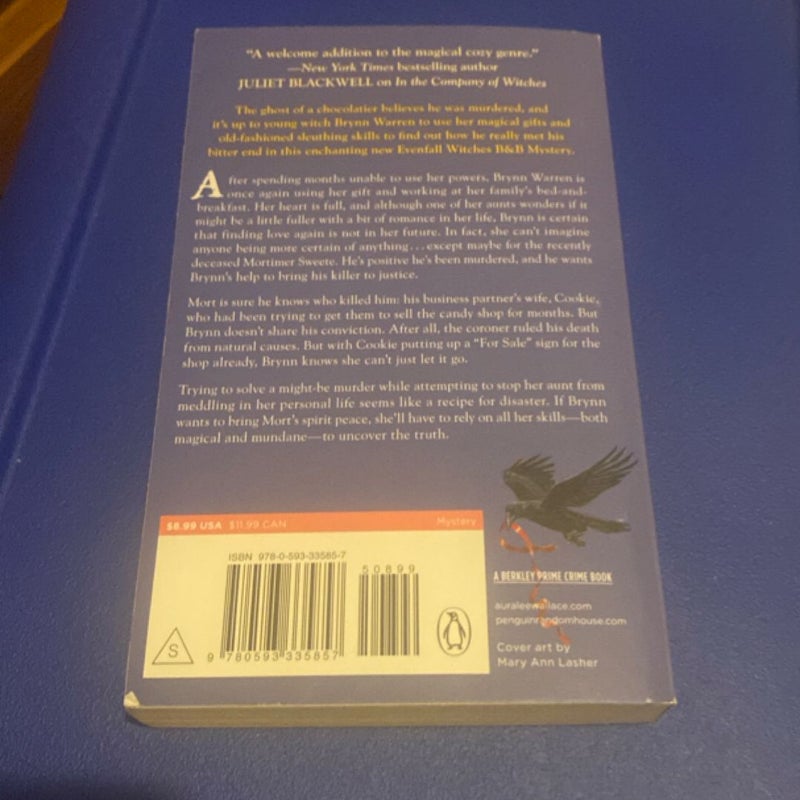 "A welcome addition to the magical cozy genre."
—New York Times bestselling author
JULIET BLACKWELL on In the Company of Witches
The ghost of a chocolatier believes he was murdered, and
it's up to young witch Brynn Warren to use her magical gifts and
old-fashioned sleuthing skills to find out how he really met his
bitter end in this enchanting new Evenfall Witches B&B Mystery.
After spending months unable to use her powers, Brynn Warren is
once again using her gift and working at her family's bed-and-
breakfast. Her heart is full, and although one of her aunts wonders if it
might be a little fuller with a bit of romance in her life, Brynn is certain
that finding love again is not in her future. In fact, she can't imagine
anyone being more certain of anything...except maybe for the recently
deceased Mortimer Sweete. He's positive he's been murdered, and he wants
Brynn's help to bring his killer to justice.
Mort is sure he knows who killed him: his business partner's wife, Cookie,
who had been trying to get them to sell the candy shop for months. But
Brynn doesn't share his conviction. After all, the coroner ruled his death
from natural causes. But with Cookie putting up a "For Sale" sign for the
shop already, Brynn knows she can't just let it go.
Trying to solve a might-be murder while attempting to stop her aunt from
meddling in her personal life seems like a recipe for disaster. If Brynn
wants to bring Mort's spirit peace, she'll have to rely on all her skills—both
magical and mundane—to uncover the truth.
$8.99 USA $11.99 CAN Mystery
ISBN 978-0-593-33585-7
50899
9 780593 335857
S
A BERKLEY PRIME CRIME BOOK
auraleewallace.com
penguinrandomhouse.com
Cover art by
Mary Ann Lasher